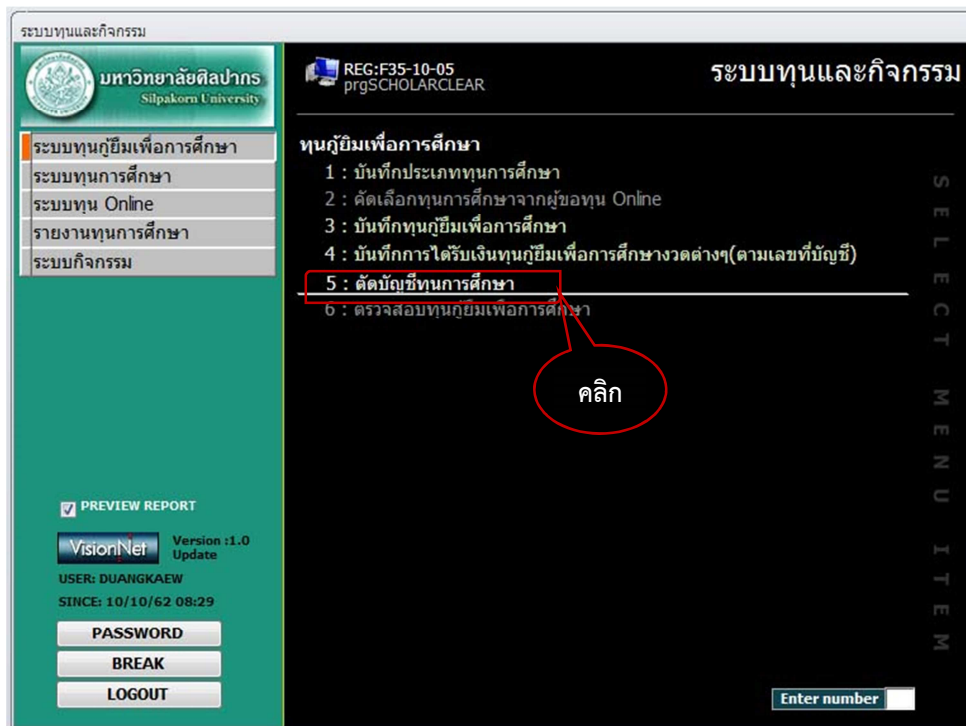 ระบบทุนและกิจกรรม
มหาวิทยาลัยศิลปากร
Silpakorn University
ระบบทุนกู้ยืมเพื่อการศึกษา
ระบบทุนการศึกษา
ระบบทุน Online
รายงานทุนการศึกษา
ระบบกิจกรรม
PREVIEW REPORT
VisionNet
Version :1.0
Update
USER: DUANGKAEW
SINCE: 10/10/62 08:29
PASSWORD
BREAK
LOGOUT
REG:F35-10-05
prgSCHOLARCLEAR
ระบบทุนและกิจกรรม
ทุนกู้ยิมเพื่อการศึกษา
1 : บันทึกประเภททุนการศึกษา
2 : คัดเลือกทุนการศึกษาจากผู้ขอทุน Online
3 : บันทึกทุนกู้ยืมเพื่อการศึกษา
4 : บันทึกการได้รับเงินทุนกู้ยืมเพื่อการศึกษางวดต่างๆ(ตามเลขที่บัญชี)
5 : ตัดบัญชีทุนการศึกษา
6 : ตรวจสอบทุนกู้ยืมเพื่อการศึกษา
คลิก
SELECT MENU ITEM
Enter number